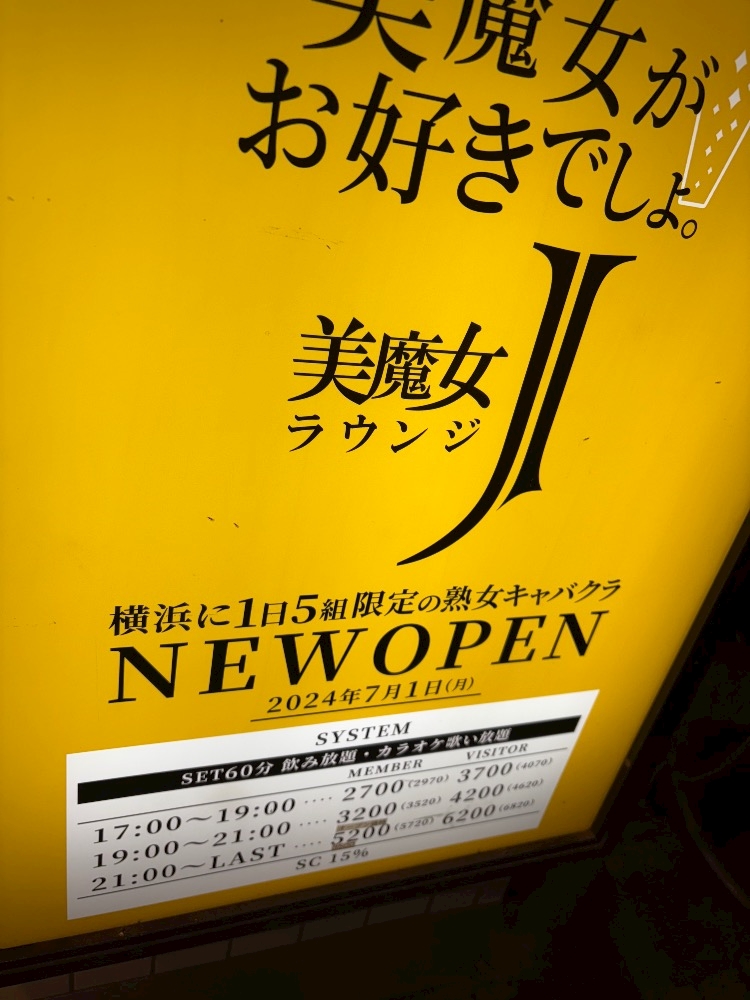 美魔女が
お好きでしょ。
美魔女
ラウンジ
J
横浜に1日5組限定の熟女キャバクラ
NEW OPEN
2024年7月1日(月)
SYSTEM
SET60分 飲み放題・カラオケ歌い放題
MEMBER VISITOR
17:00～19:00 ···· 2700(2970) 3700(4070)
19:00～21:00 ···· 3200(3520) 4200(4620)
21:00～LAST ···· 5200(5720) 6200(6820)
SC 15%